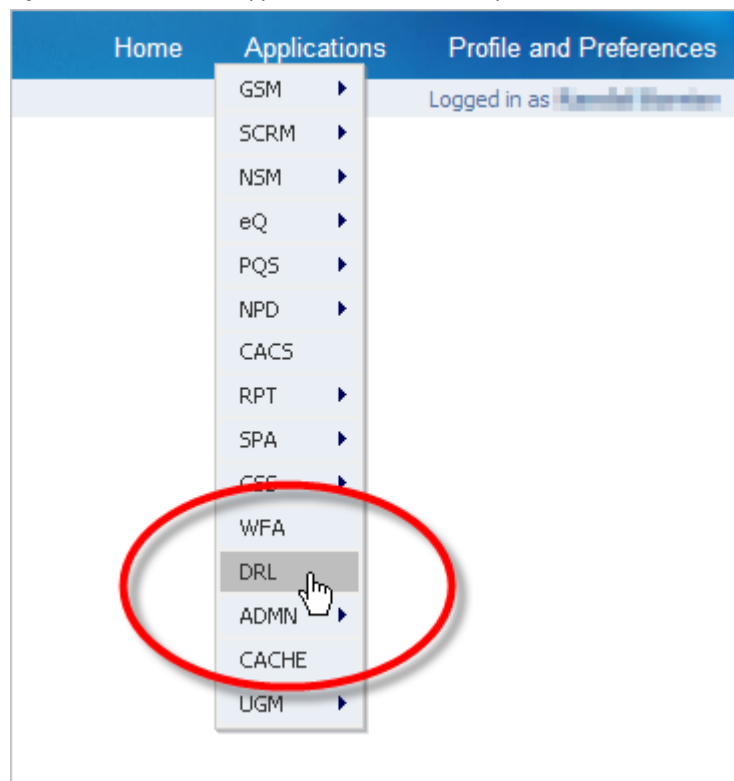 Home Applications Profile and Preferences
Logged in as
GSM
SCRM
NSM
eQ
PQS
NPD
CACS
RPT
SPA
CSS
WFA
DRL
ADMN
CACHE
UGM